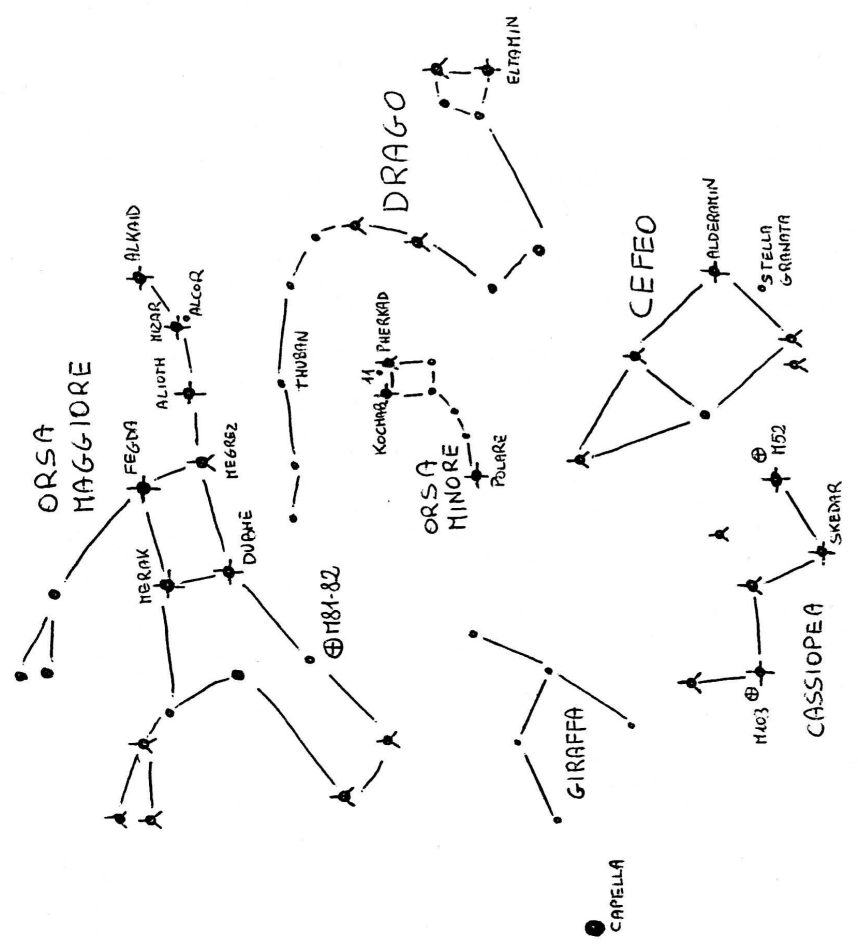 ORSA
MAGGIORE
ALKAID
MIZAR
ALCOR
ALIOTH
FEGDA
MEGREZ
MERAK
DUBHE
M81-82
THUBAN
DRAGO
ELTAMIN
KOCHAB
11
PHERKAD
ORSA
MINORE
POLARE
GIRAFFA
CAPELLA
CEFEO
ALDERAMIN
STELLA
GRANATA
M52
M103
SKEDAR
CASSIOPEA